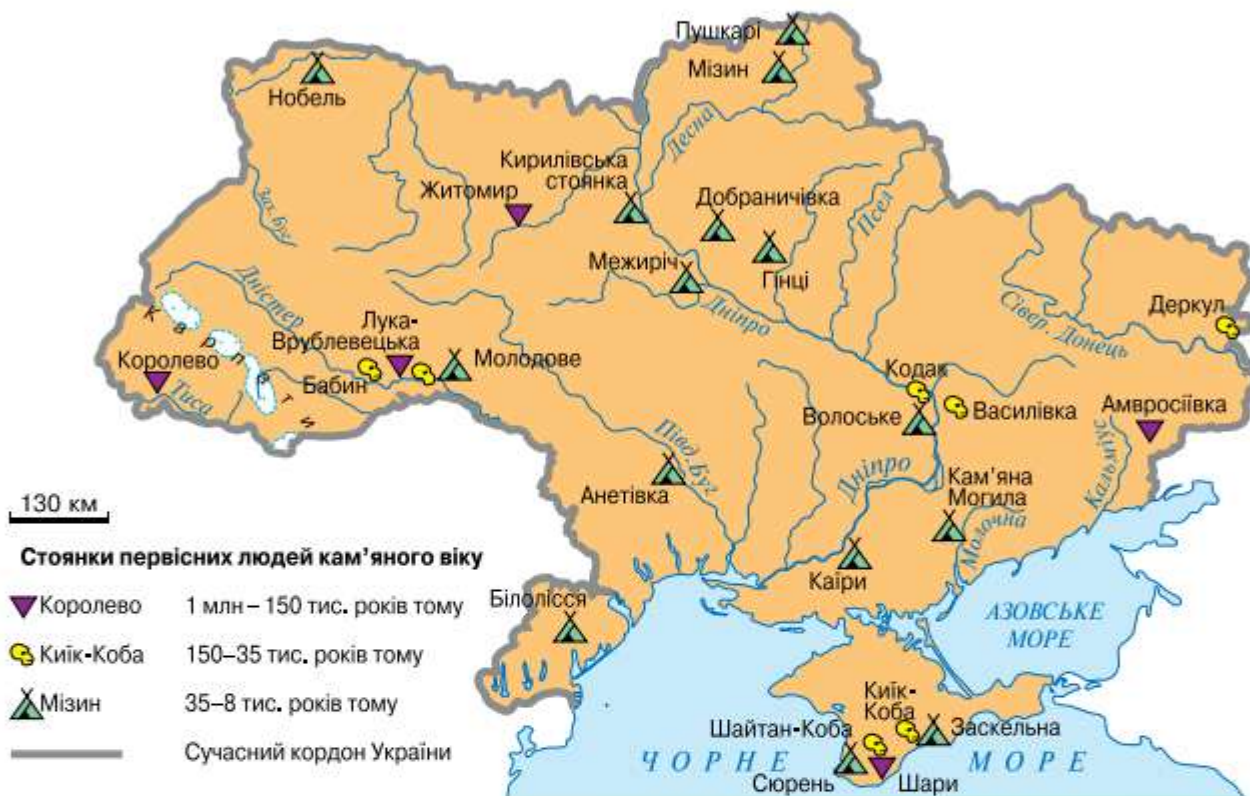 Пушкарі
Мізин
Нобель
Десна
Кирилівська
стоянка
Житомир
Добраничівка
Псел
Зах. Буг
Межиріч
Гінці
Дніпро
Дністер
Сівер. Донець
Деркул
Карпати
Лука-
Врублевецька
Королево
Бабин
Молодове
Тиса
Кодак
Волоське
Василівка
Амвросіївка
Півд. Буг
Дніпро
Кальміус
Анетівка
Кам’яна
Могила
Молочна
Каїри
130 км
Стоянки первісних людей кам’яного віку
Королево 1 млн – 150 тис. років тому
Киїк-Коба 150–35 тис. років тому
Мізин 35–8 тис. років тому
Сучасний кордон України
Білолісся
АЗОВСЬКЕ
МОРЕ
Киїк-
Коба
Шайтан-Коба
Заскельна
ЧОРНЕ МОРЕ
Сюрень
Шари